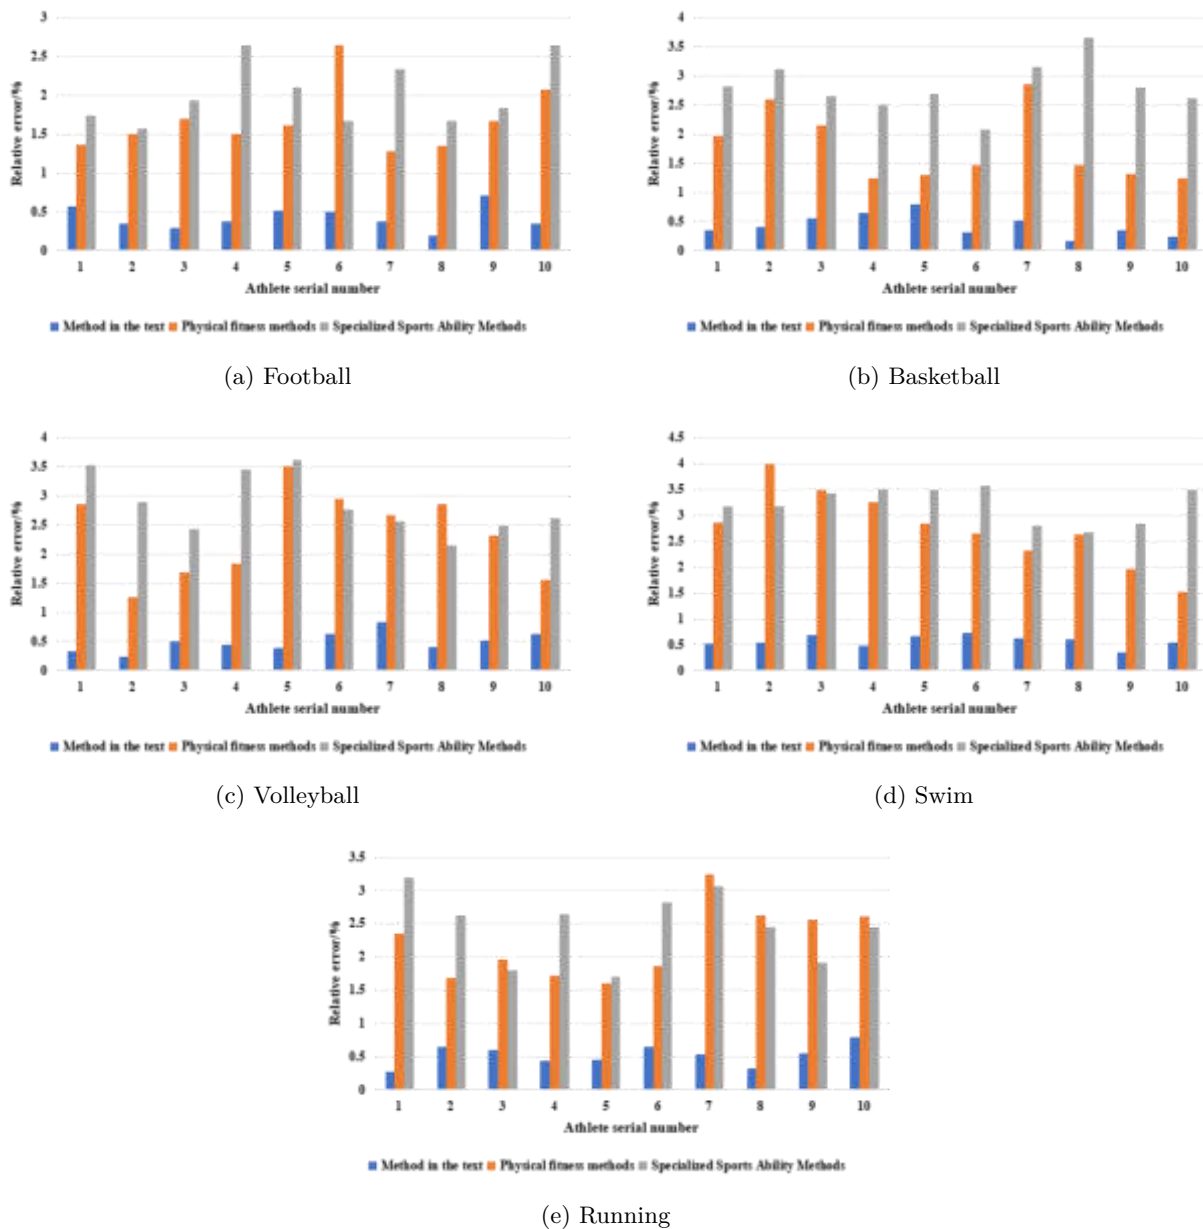 3
2.5
2
1.5
1
0.5
0
Relative error/%
1 2 3 4 5 6 7 8 9 10
Athlete serial number
Method in the text Physical fitness methods Specialized Sports Ability Methods
(a) Football
4
3.5
3
2.5
2
1.5
1
0.5
0
Relative error/%
1 2 3 4 5 6 7 8 9 10
Athlete serial number
Method in the text Physical fitness methods Specialized Sports Ability Methods
(b) Basketball
4
3.5
3
2.5
2
1.5
1
0.5
0
Relative error/%
1 2 3 4 5 6 7 8 9 10
Athlete serial number
Method in the text Physical fitness methods Specialized Sports Ability Methods
(c) Volleyball
4.5
4
3.5
3
2.5
2
1.5
1
0.5
0
Relative error/%
1 2 3 4 5 6 7 8 9 10
Athlete serial number
Method in the text Physical fitness methods Specialized Sports Ability Methods
(d) Swim
3.5
3
2.5
2
1.5
1
0.5
0
Relative error/%
1 2 3 4 5 6 7 8 9 10
Athlete serial number
Method in the text Physical fitness methods Specialized Sports Ability Methods
(e) Running